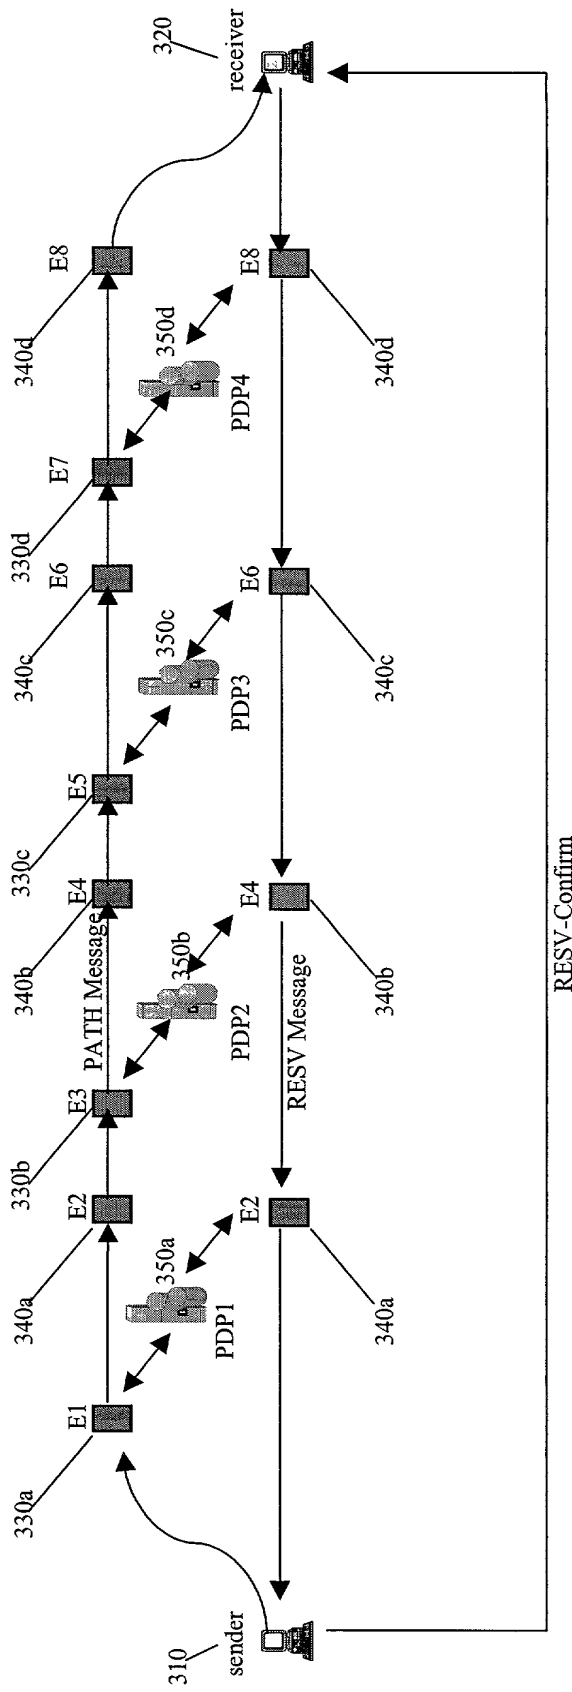 330a
340a
330b
340b
330c
340c
330d
340d
E1
E2
E3
PATH Message
E4
E5
E6
E7
E8
310
sender
PDP1
350a
PDP2
350b
PDP3
350c
PDP4
350d
320
receiver
E2
RESV Message
E4
E6
E8
340a
340b
340c
340d
RESV-Confirm